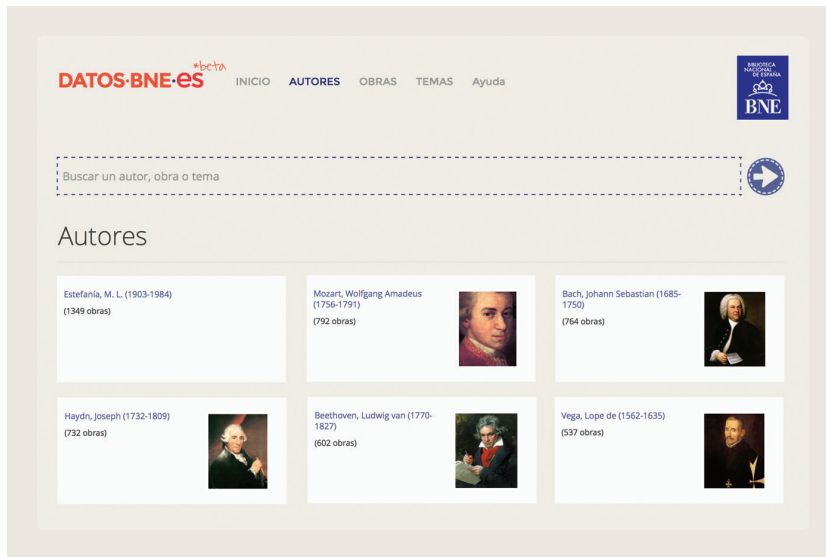 *beta
DATOS·BNE·es
INICIO AUTORES OBRAS TEMAS Ayuda
BIBLIOTECA
NACIONAL
DE ESPAÑA
BNE
Buscar un autor, obra o tema
Autores
Estefanía, M. L. (1903-1984)
(1349 obras)
Mozart, Wolfgang Amadeus
(1756-1791)
(792 obras)
Bach, Johann Sebastian (1685-
1750)
(764 obras)
Haydn, Joseph (1732-1809)
(732 obras)
Beethoven, Ludwig van (1770-
1827)
(602 obras)
Vega, Lope de (1562-1635)
(537 obras)